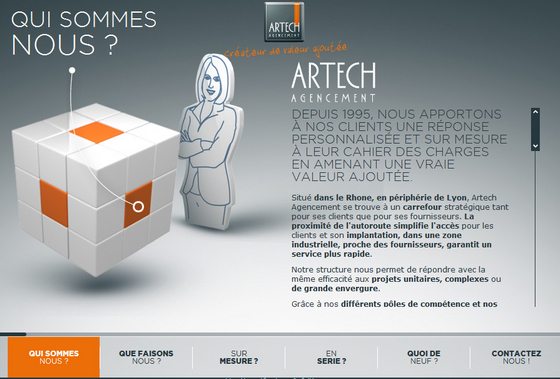 QUI SOMMES
NOUS ?
ARTECH
AGENCEMENT
créateur de valeur ajoutée
ARTECH
AGENCEMENT
DEPUIS 1995, NOUS APPORTONS
À NOS CLIENTS UNE RÉPONSE
PERSONNALISÉE ET SUR MESURE
À LEUR CAHIER DES CHARGES
EN AMENANT UNE VRAIE
VALEUR AJOUTÉE.
Situé dans le Rhone, en périphérie de Lyon, Artech
Agencement se trouve à un carrefour stratégique tant
pour ses clients que pour ses fournisseurs. La
proximité de l'autoroute simplifie l'accès pour les
clients et son implantation, dans une zone
industrielle, proche des fournisseurs, garantit un
service plus rapide.
Notre structure nous permet de répondre avec la
même efficacité aux projets unitaires, complexes ou
de grande envergure.
Grâce à nos différents pôles de compétence et nos
QUI SOMMES
NOUS ?
QUE FAISONS
NOUS ?
SUR
MESURE ?
EN
SERIE ?
QUOI DE
NEUF ?
CONTACTEZ
NOUS !